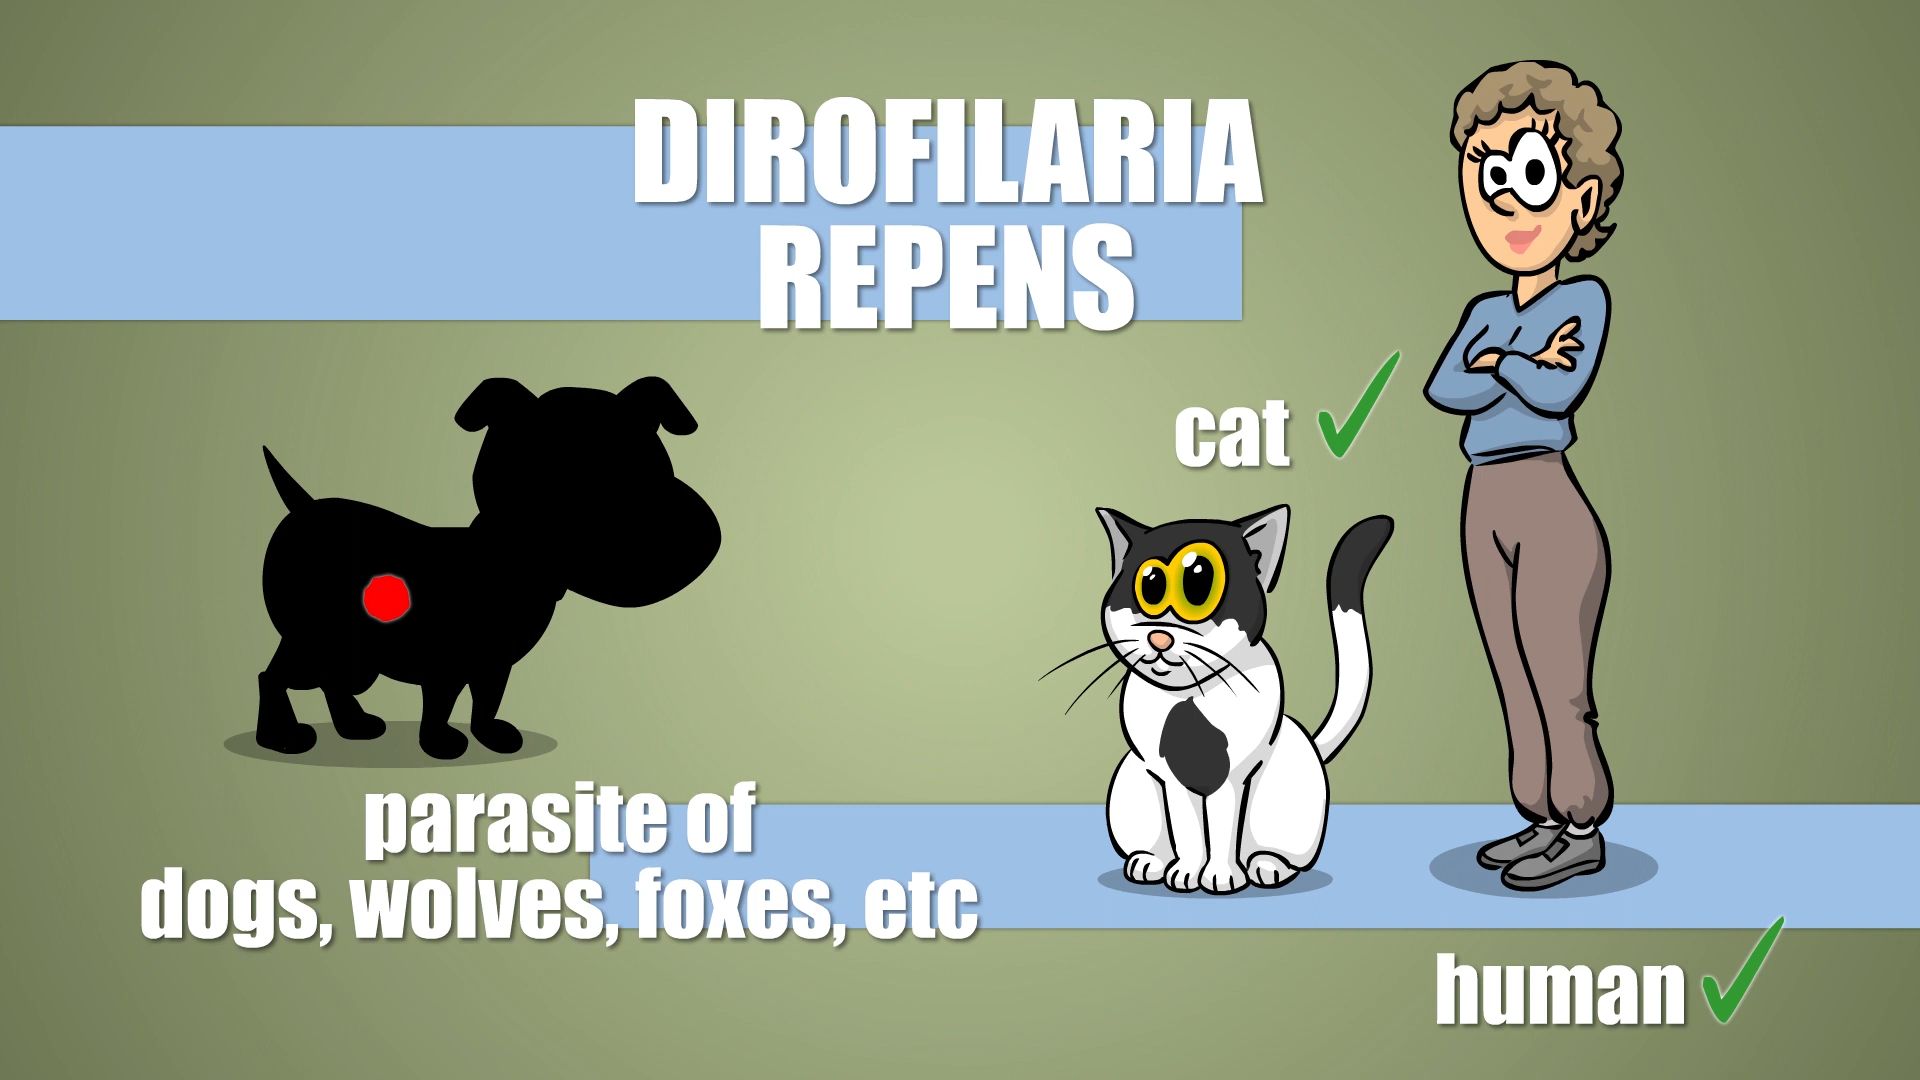 DIROFILARIA
REPENS
cat
parasite of
dogs, wolves, foxes, etc
human